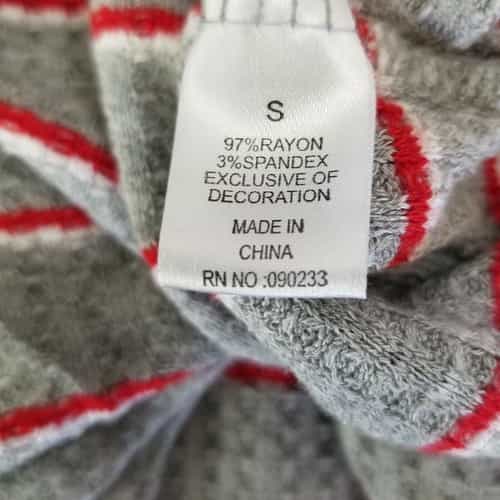 S
97%RAYON
3%SPANDEX
EXCLUSIVE OF
DECORATION
MADE IN
CHINA
RN NO :090233